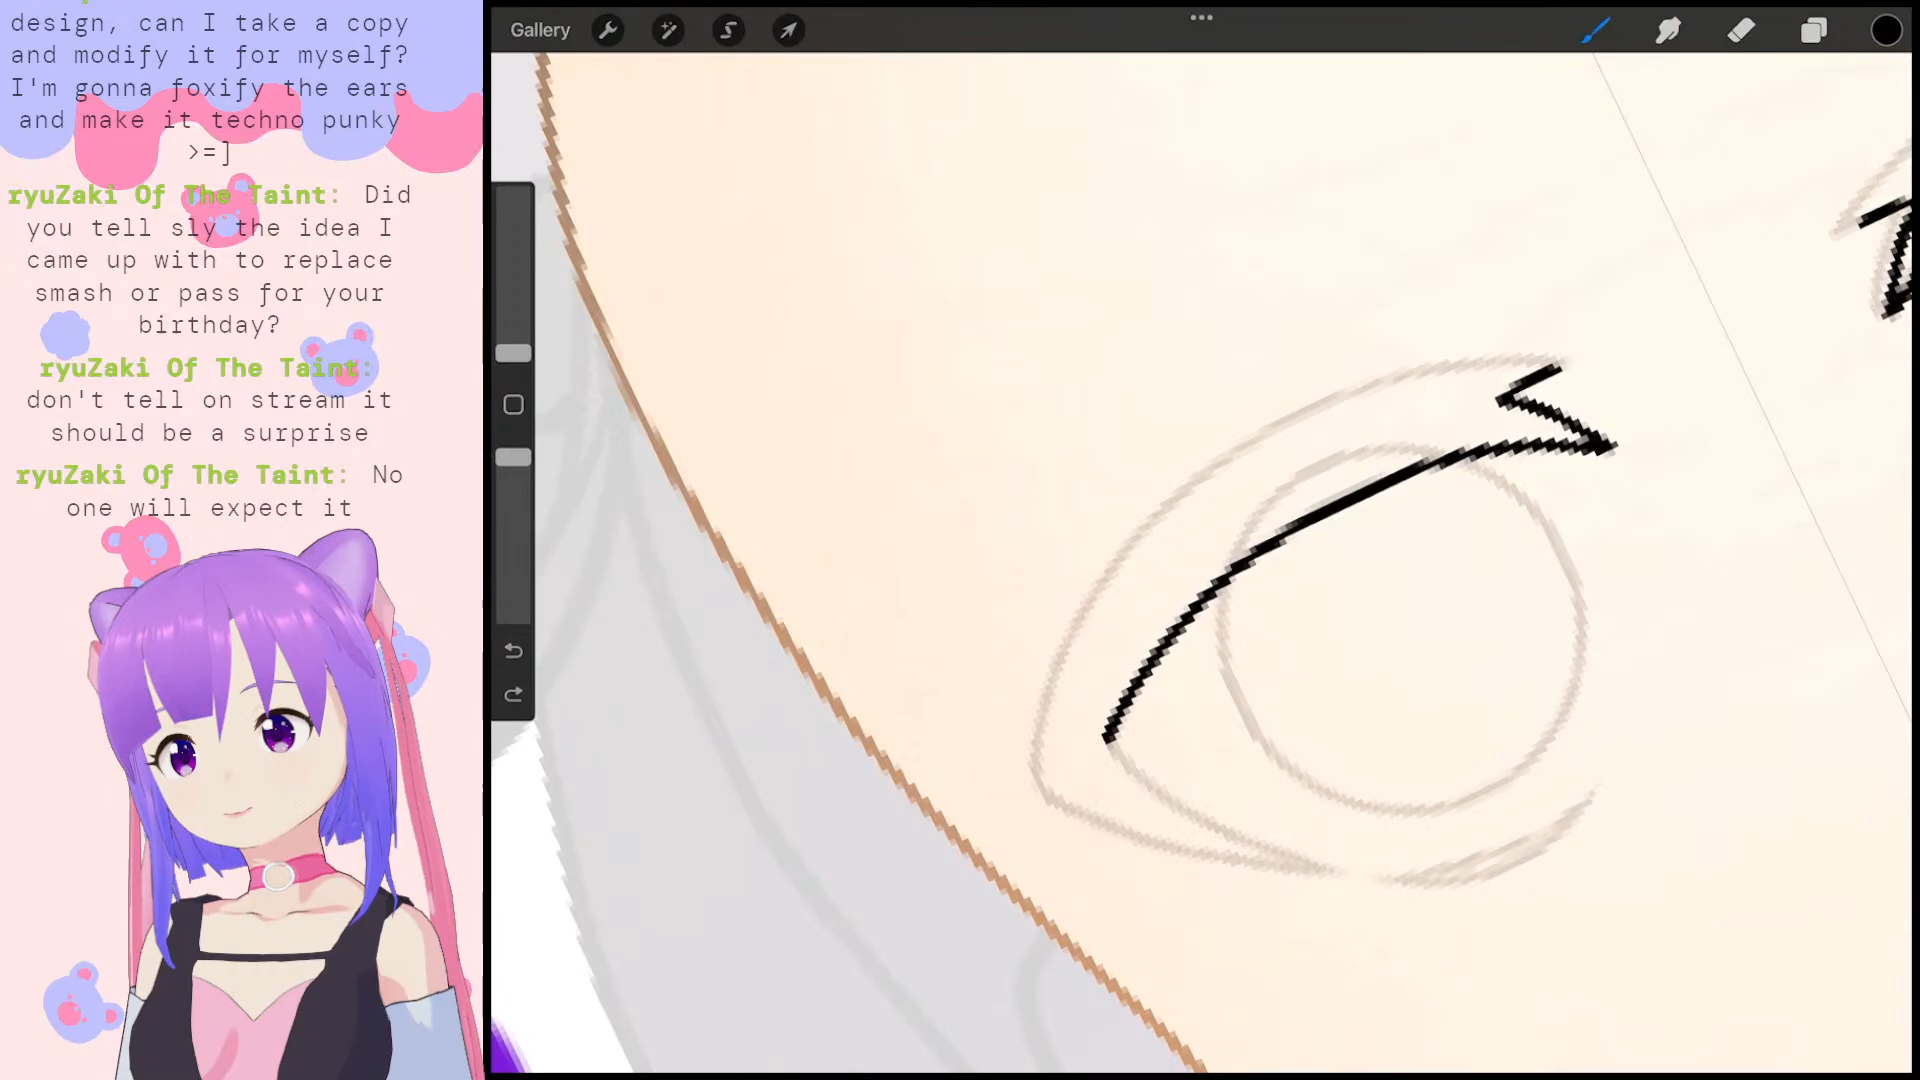 design, can I take a copy
and modify it for myself?
I'm gonna foxify the ears
and make it techno punky
>=]
ryuZaki Of The Taint: Did
you tell sly the idea I
came up with to replace
smash or pass for your
birthday?
ryuZaki Of The Taint:
don't tell on stream it
should be a surprise
ryuZaki Of The Taint: No
one will expect it
Gallery